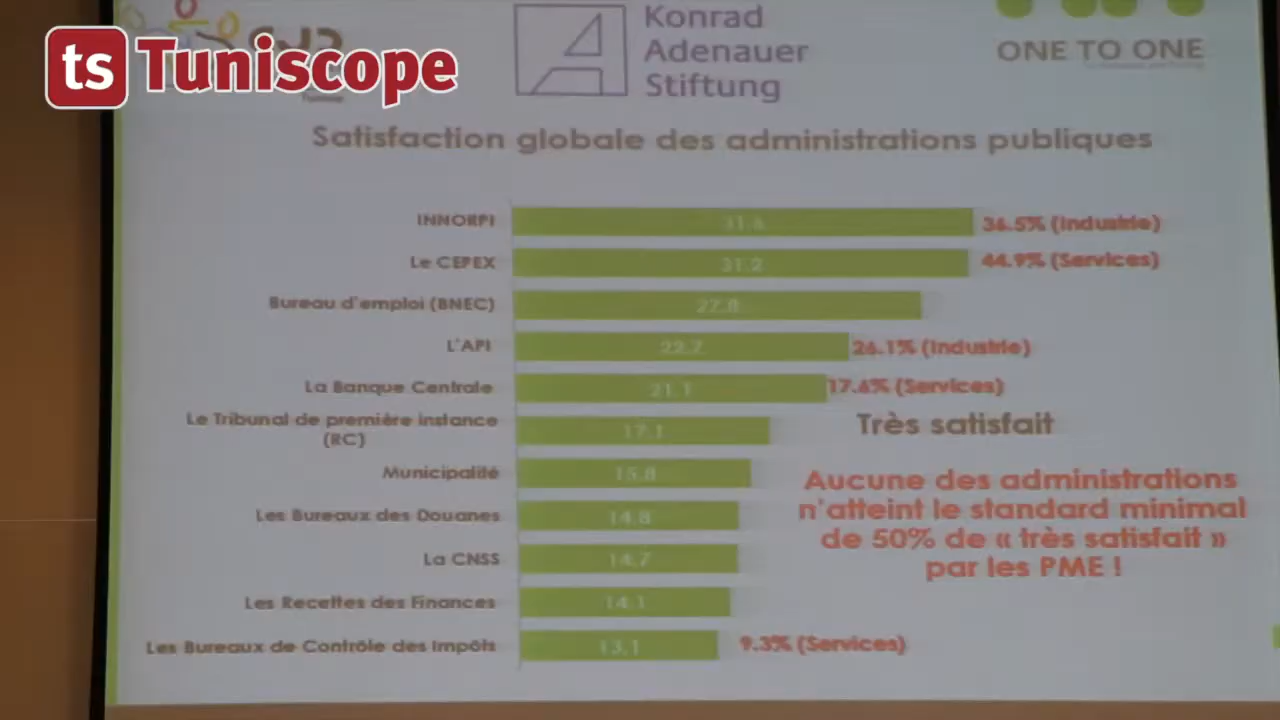 ts Tuniscope
Konrad
Adenauer
Stiftung
ONE TO ONE
Satisfaction globale des administrations publiques
INNORPI 31.6 36.5% (Industrie)
Le CEPEX 31.2 44.9% (Services)
Bureau d'emploi (BNEC) 27.8
L'API 22.7 26.1% (Industrie)
La Banque Centrale 21.1 17.6% (Services)
Le Tribunal de première instance
(RC) 17.1
Très satisfait
Municipalité 15.8
Les Bureaux des Douanes 14.8
La CNSS 14.7
Les Recettes des Finances 14.1
Les Bureaux de Contrôle des Impôts 13.1 9.3% (Services)
Aucune des administrations
n'atteint le standard minimal
de 50% de « très satisfait »
par les PME !